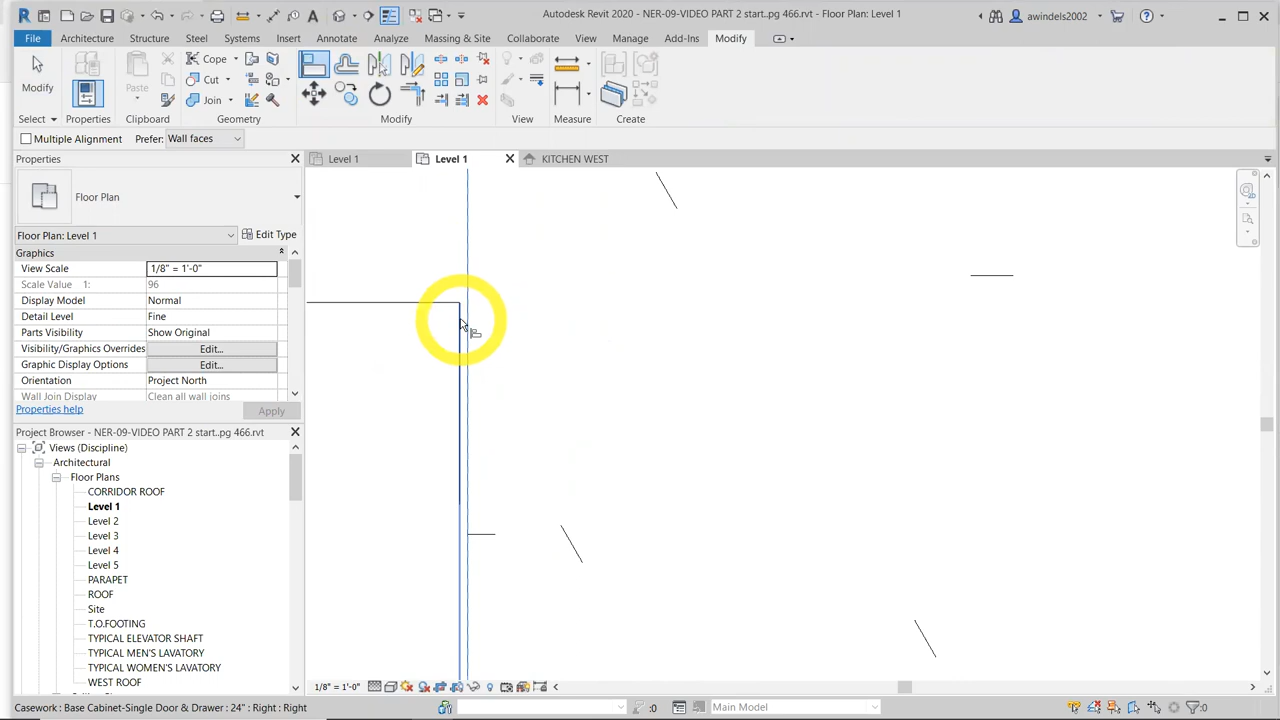 Autodesk Revit 2020 - NER-09-VIDEO PART 2 start..pg 466.rvt - Floor Plan: Level 1
awindels2002
File Architecture Structure Steel Systems Insert Annotate Analyze Massing & Site Collaborate View Manage Add-Ins Modify
Modify
Paste
Cope
Cut
Join
Select Properties Clipboard Geometry Modify View Measure Create
Multiple Alignment Prefer: Wall faces
Properties
Level 1
Level 1
KITCHEN WEST
Floor Plan
Floor Plan: Level 1
Edit Type
Graphics
View Scale 1/8" = 1'-0"
Scale Value 1: 96
Display Model Normal
Detail Level Fine
Parts Visibility Show Original
Visibility/Graphics Overrides Edit...
Graphic Display Options Edit...
Orientation Project North
Wall Join Display Clean all wall joins
Properties help
Apply
Project Browser - NER-09-VIDEO PART 2 start..pg 466.rvt
Views (Discipline)
Architectural
Floor Plans
CORRIDOR ROOF
Level 1
Level 2
Level 3
Level 4
Level 5
PARAPET
ROOF
Site
T.O.FOOTING
TYPICAL ELEVATOR SHAFT
TYPICAL MEN'S LAVATORY
TYPICAL WOMEN'S LAVATORY
WEST ROOF
1/8" = 1'-0"
Casework : Base Cabinet-Single Door & Drawer : 24" : Right : Right
:0
Main Model
:0